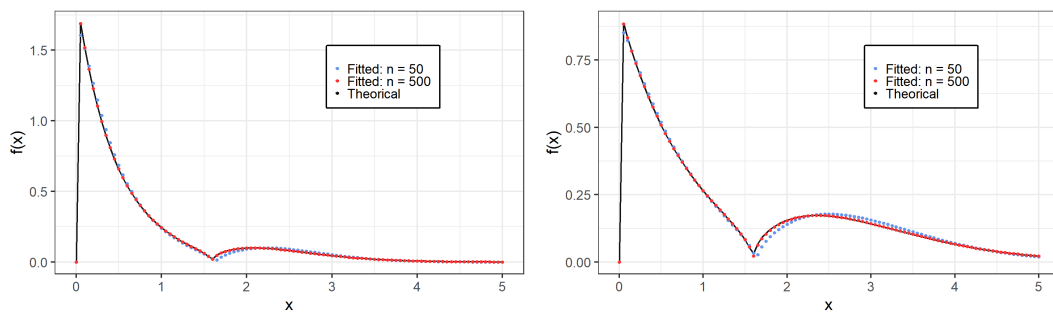 f(x)
1.5
1.0
0.5
0.0
Fitted: n = 50
Fitted: n = 500
Theorical
0 1 2 3 4 5
x
f(x)
0.75
0.50
0.25
0.00
Fitted: n = 50
Fitted: n = 500
Theorical
0 1 2 3 4 5
x